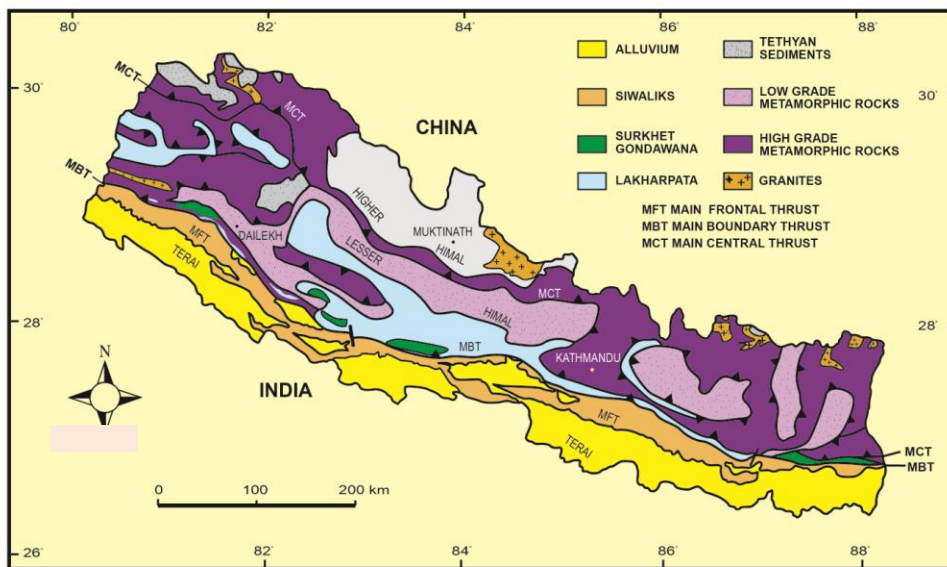 80°
82°
84°
86°
88°
30°
30°
28°
28°
26°
82°
84°
86°
88°
ALLUVIUM
SIWALIKS
SURKHET
GONDAWANA
LAKHARPATA
TETHYAN
SEDIMENTS
LOW GRADE
METAMORPHIC ROCKS
HIGH GRADE
METAMORPHIC ROCKS
GRANITES
MFT MAIN FRONTAL THRUST
MBT MAIN BOUNDARY THRUST
MCT MAIN CENTRAL THRUST
MCT
MCT
CHINA
MBT
HIGHER
HIMAL
MUKTINATH
DAILEKH
MFT
TERAI
LESSER
HIMAL
MCT
MBT
KATHMANDU
INDIA
MFT
TERAI
MCT
MBT
N
0 100 200 km